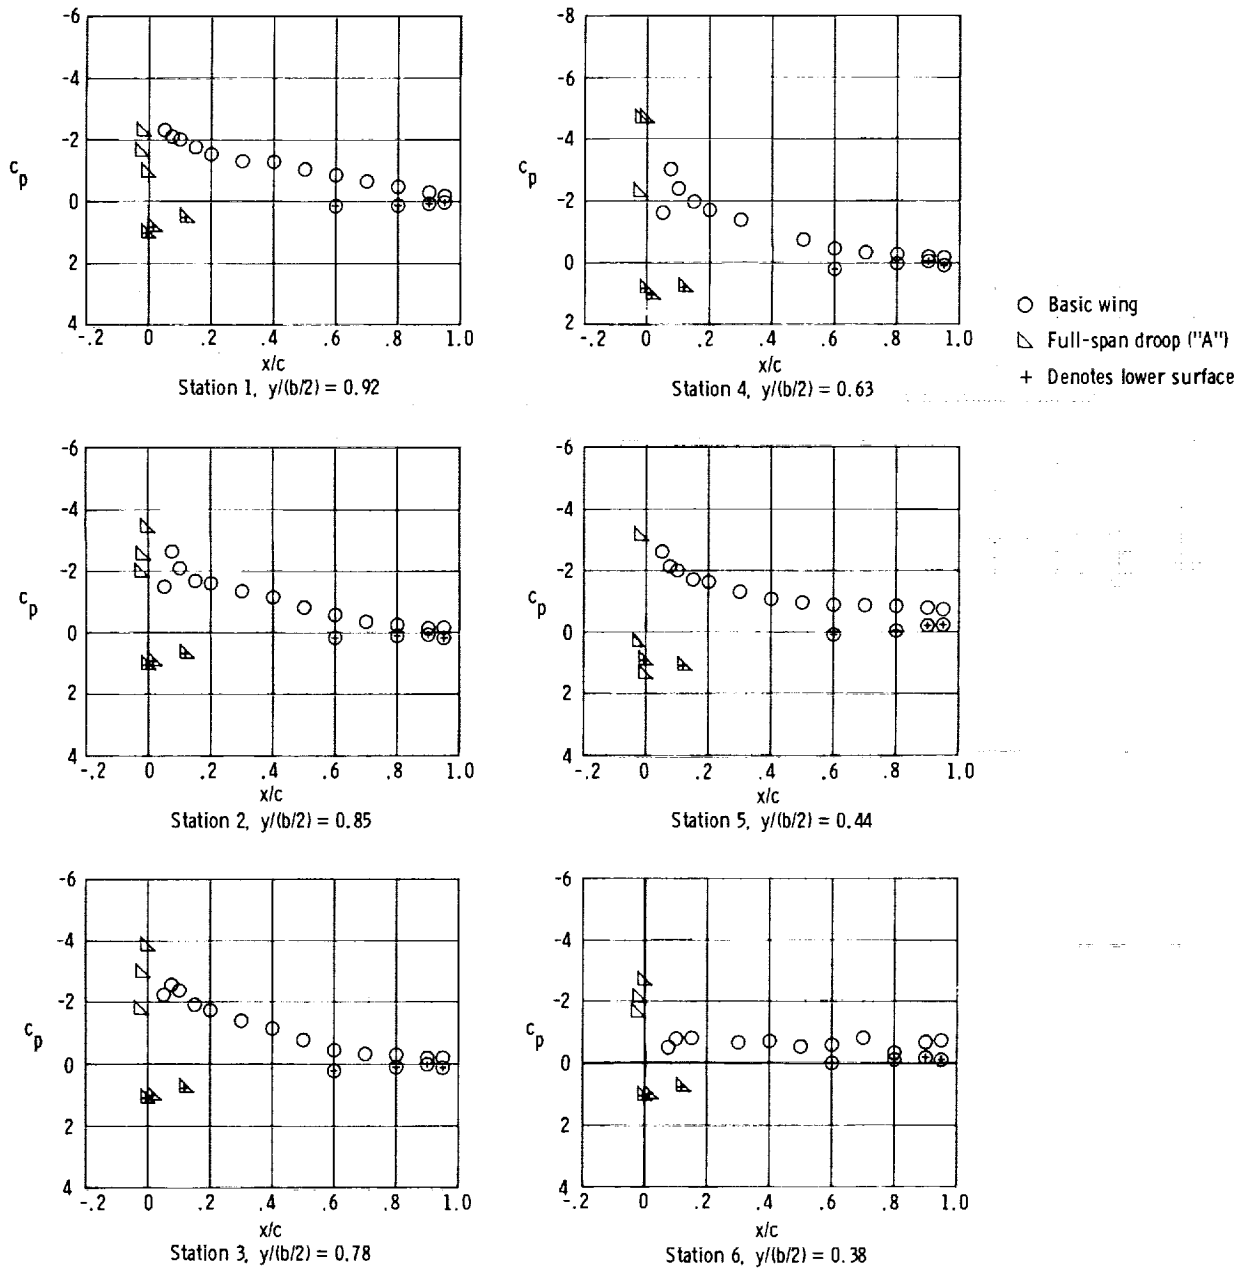 -6
-4
-2
0
2
4
c_p
-.2 0 .2 .4 .6 .8 1.0
x/c
Station 1, y/(b/2) = 0.92
-8
-6
-4
-2
0
2
c_p
-.2 0 .2 .4 .6 .8 1.0
x/c
Station 4, y/(b/2) = 0.63
Basic wing
Full-span droop ("A")
+ Denotes lower surface
-6
-4
-2
0
2
4
c_p
-.2 0 .2 .4 .6 .8 1.0
x/c
Station 2, y/(b/2) = 0.85
-6
-4
-2
0
2
4
c_p
-.2 0 .2 .4 .6 .8 1.0
x/c
Station 5, y/(b/2) = 0.44
-6
-4
-2
0
2
4
c_p
-.2 0 .2 .4 .6 .8 1.0
x/c
Station 3, y/(b/2) = 0.78
-6
-4
-2
0
2
4
c_p
-.2 0 .2 .4 .6 .8 1.0
x/c
Station 6, y/(b/2) = 0.38